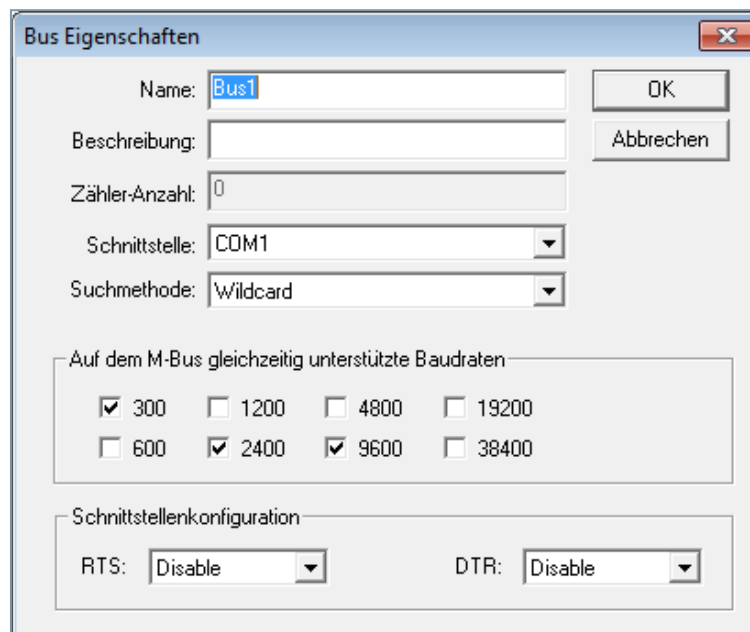 Bus Eigenschaften
Name: Bus1 OK
Beschreibung: Abbrechen
Zähler-Anzahl: 0
Schnittstelle: COM1
Suchmethode: Wildcard
Auf dem M-Bus gleichzeitig unterstützte Baudraten
300 1200 4800 19200
600 2400 9600 38400
Schnittstellenkonfiguration
RTS: Disable DTR: Disable